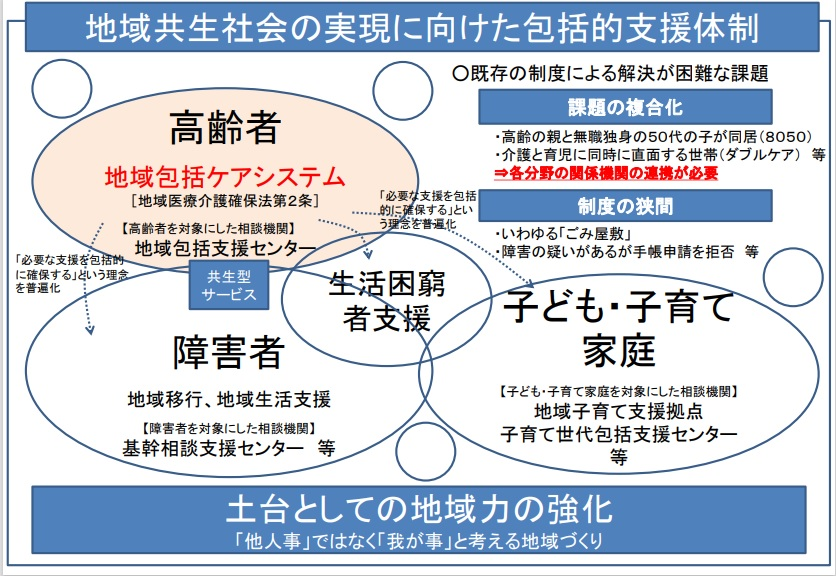 地域共生社会の実現に向けた包括的支援体制
〇既存の制度による解決が困難な課題
課題の複合化
・高齢の親と無職独身の50代の子が同居(8050)
・介護と育児に同時に直面する世帯(ダブルケア) 等
⇒各分野の関係機関の連携が必要
制度の狭間
・いわゆる「ごみ屋敷」
・障害の疑いがあるが手帳申請を拒否 等
高齢者
地域包括ケアシステム
[地域医療介護確保法第2条]
【高齢者を対象にした相談機関】
地域包括支援センター
「必要な支援を包括
的に確保する」とい
う理念を普遍化
「必要な支援を包括的
に確保する」という理念
を普遍化
共生型
サービス
生活困窮
者支援
障害者
地域移行、地域生活支援
【障害者を対象にした相談機関】
基幹相談支援センター 等
子ども・子育て
家庭
【子ども・子育て家庭を対象にした相談機関】
地域子育て支援拠点
子育て世代包括支援センター
等
土台としての地域力の強化
「他人事」ではなく「我が事」と考える地域づくり